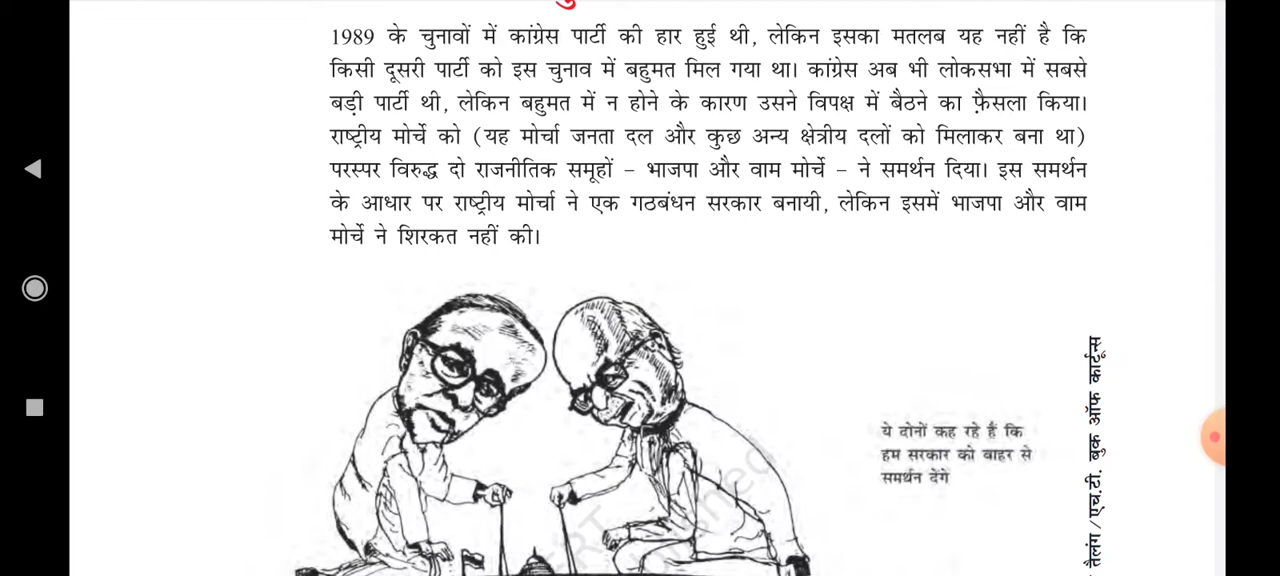 1989 के चुनावों में कांग्रेस पार्टी की हार हुई थी, लेकिन इसका मतलब यह नहीं है कि
किसी दूसरी पार्टी को इस चुनाव में बहुमत मिल गया था। कांग्रेस अब भी लोकसभा में सबसे
बड़ी पार्टी थी, लेकिन बहुमत में न होने के कारण उसने विपक्ष में बैठने का फ़ैसला किया।
राष्ट्रीय मोर्चे को (यह मोर्चा जनता दल और कुछ अन्य क्षेत्रीय दलों को मिलाकर बना था)
परस्पर विरुद्ध दो राजनीतिक समूहों – भाजपा और वाम मोर्चे – ने समर्थन दिया। इस समर्थन
के आधार पर राष्ट्रीय मोर्चा ने एक गठबंधन सरकार बनायी, लेकिन इसमें भाजपा और वाम
मोर्चे ने शिरकत नहीं की।
ये दोनों कह रहे हैं कि
हम सरकार को बाहर से
समर्थन देंगे
तैलंग/एच.टी. बुक ऑफ कार्टून्स